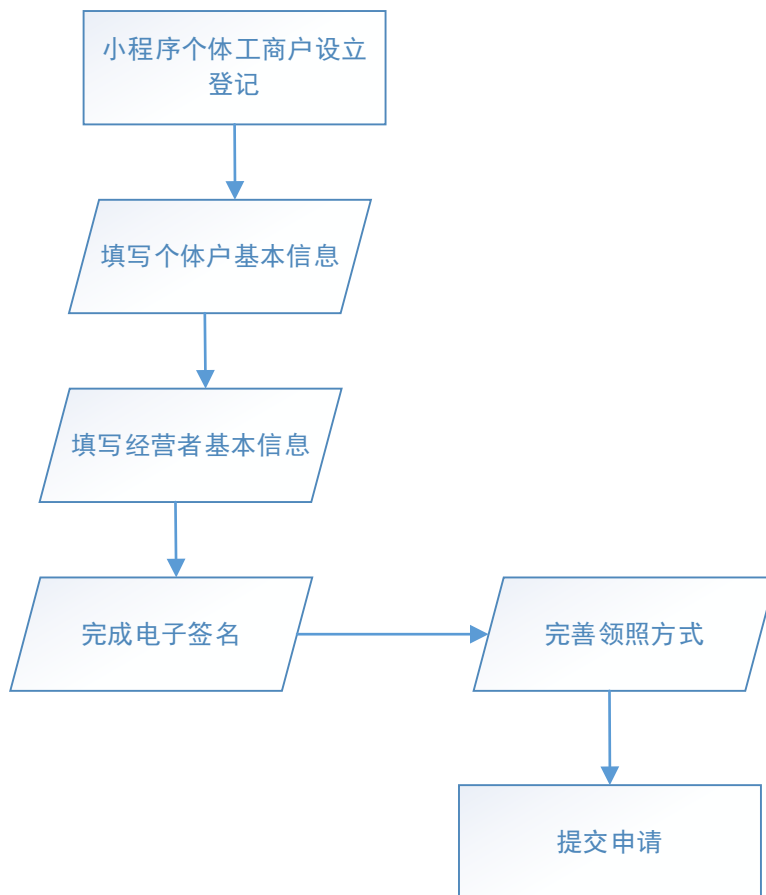 小程序个体工商户设立
登记
填写个体户基本信息
填写经营者基本信息
完成电子签名
完善领照方式
提交申请